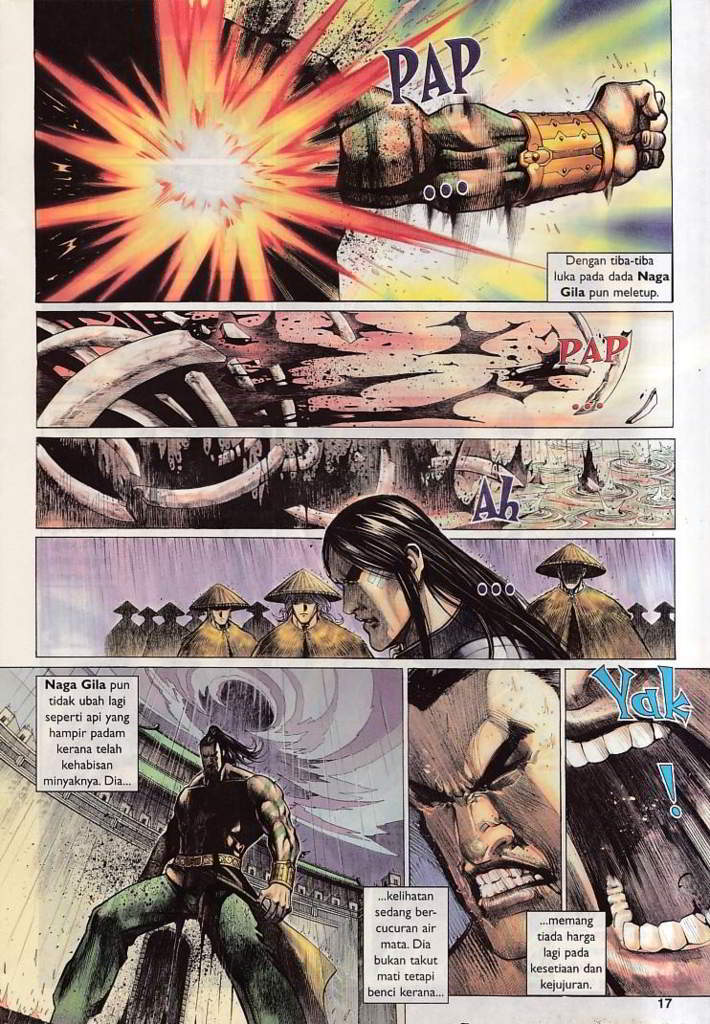 PAP
...
Dengan tiba-tiba
luka pada dada Naga
Gila pun meletup.
PAP
...
Ah
...
Naga Gila pun
tidak ubah lagi
seperti api yang
hampir padam
kerana telah
kehabisan
minyaknya. Dia...
...kelihatan
sedang ber-
cucuran air
mata. Dia
bukan takut
mati tetapi
benci kerana...
...memang
tiada harga
lagi pada
kesetiaan dan
kejujuran.
Yak
!
17